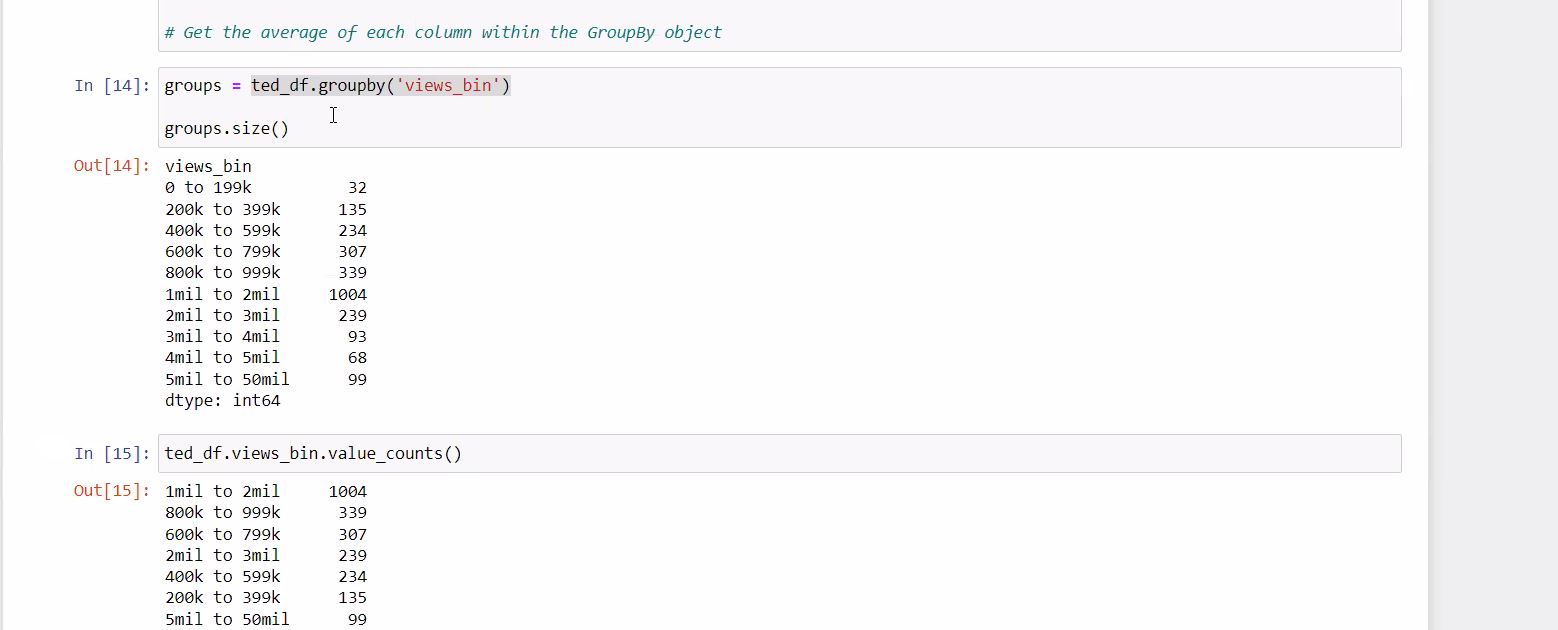 # Get the average of each column within the GroupBy object
In [14]: groups = ted_df.groupby('views_bin')
groups.size()
Out[14]: views_bin
0 to 199k 32
200k to 399k 135
400k to 599k 234
600k to 799k 307
800k to 999k 339
1mil to 2mil 1004
2mil to 3mil 239
3mil to 4mil 93
4mil to 5mil 68
5mil to 50mil 99
dtype: int64
In [15]: ted_df.views_bin.value_counts()
Out[15]: 1mil to 2mil 1004
800k to 999k 339
600k to 799k 307
2mil to 3mil 239
400k to 599k 234
200k to 399k 135
5mil to 50mil 99